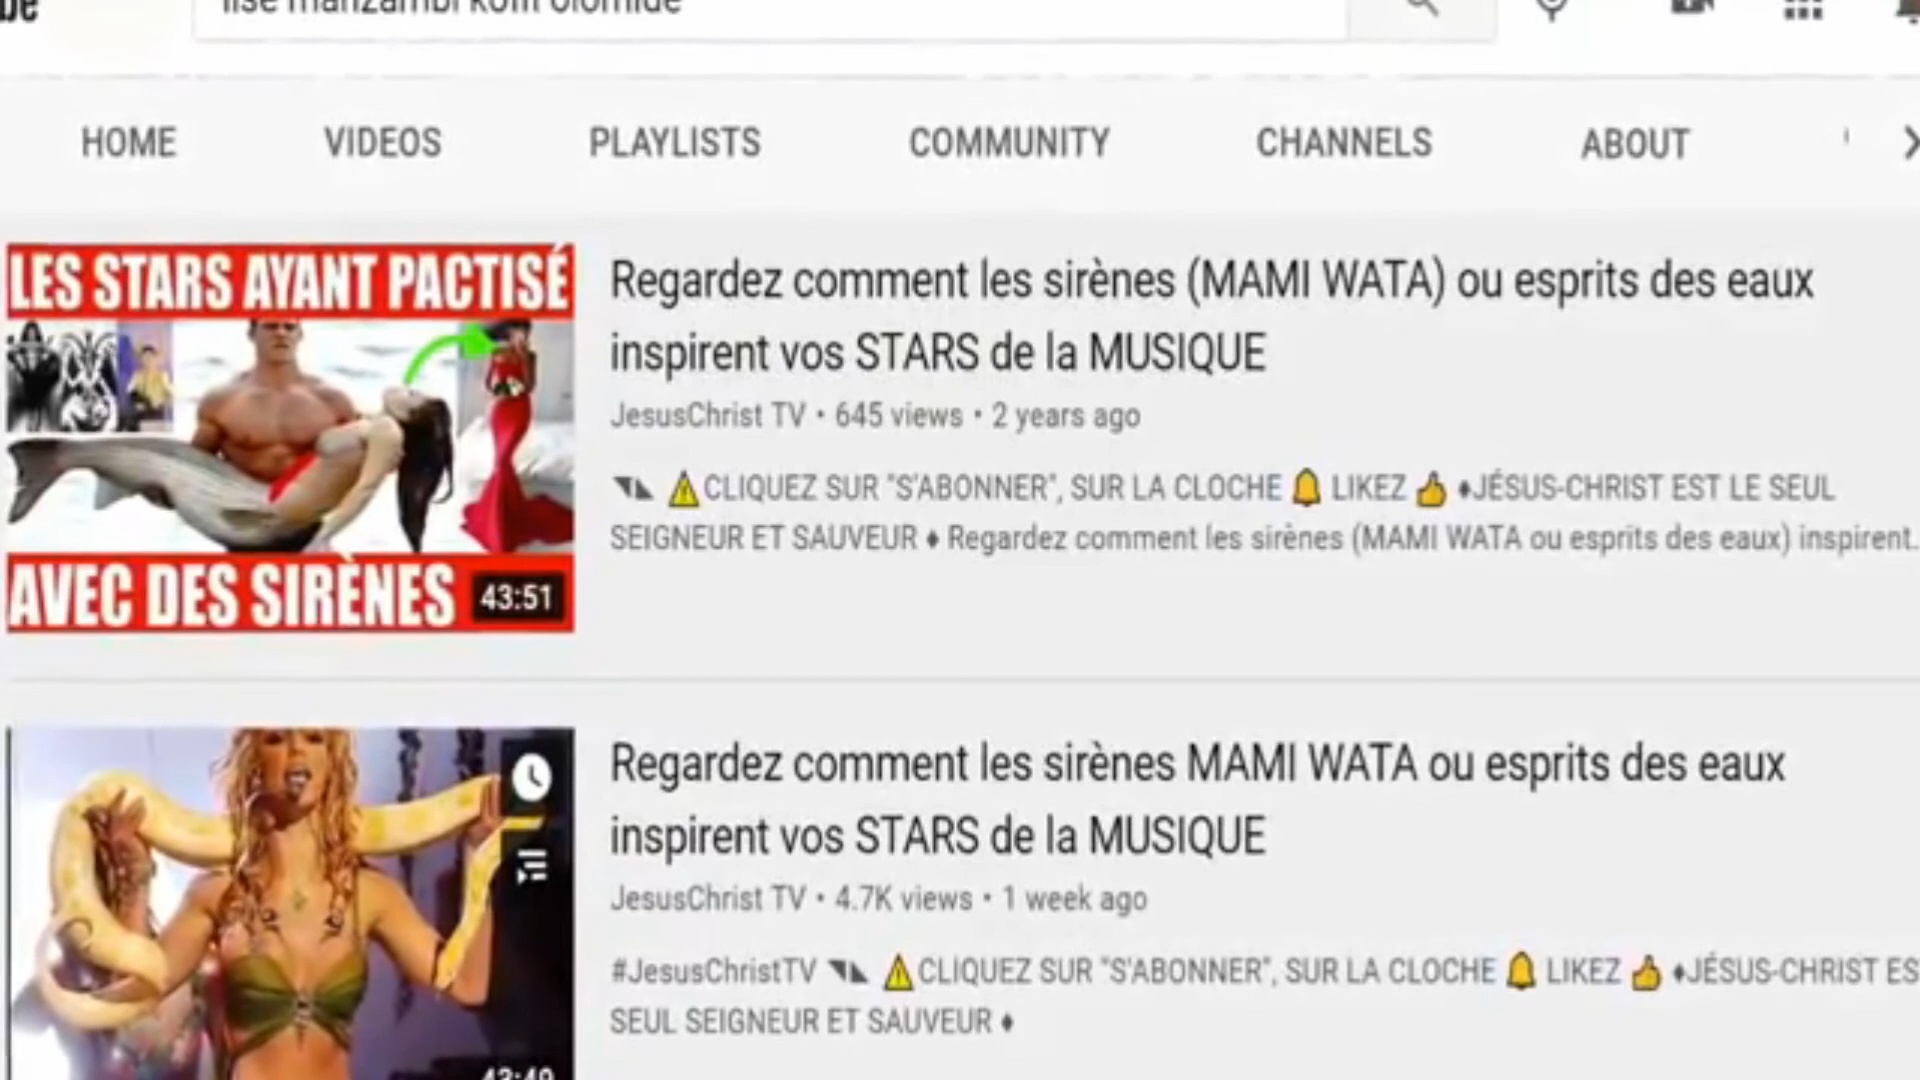 be
HOME VIDEOS PLAYLISTS COMMUNITY CHANNELS ABOUT
LES STARS AYANT PACTISÉ
AVEC DES SIRÈNES
43:51
Regardez comment les sirènes (MAMI WATA) ou esprits des eaux
inspirent vos STARS de la MUSIQUE
JesusChrist TV • 645 views • 2 years ago
◥◣ ⚠️CLIQUEZ SUR "S'ABONNER", SUR LA CLOCHE 🔔 LIKEZ 👍 ♦JÉSUS-CHRIST EST LE SEUL
SEIGNEUR ET SAUVEUR ♦ Regardez comment les sirènes (MAMI WATA ou esprits des eaux) inspirent.
Regardez comment les sirènes MAMI WATA ou esprits des eaux
inspirent vos STARS de la MUSIQUE
JesusChrist TV • 4.7K views • 1 week ago
#JesusChristTV ◥◣ ⚠️CLIQUEZ SUR "S'ABONNER", SUR LA CLOCHE 🔔 LIKEZ 👍 ♦JÉSUS-CHRIST ES
SEUL SEIGNEUR ET SAUVEUR ♦